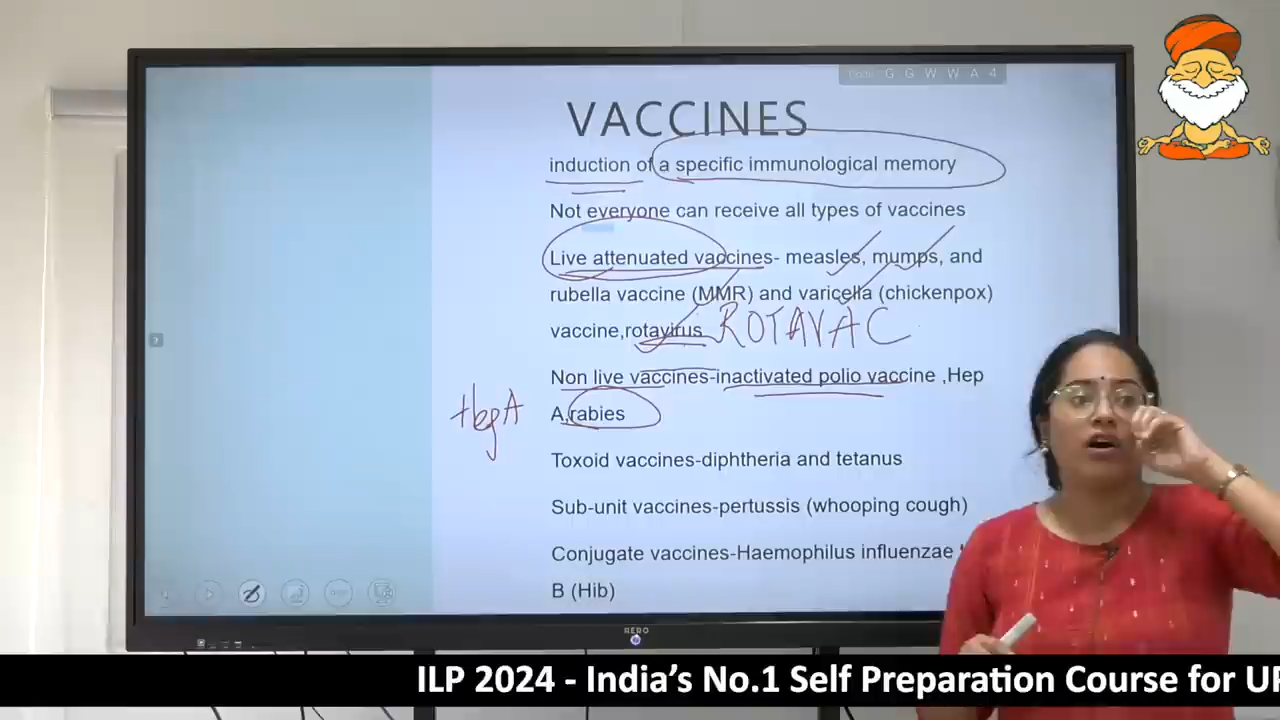 Code: G G W W A 4
VACCINES
induction of a specific immunological memory
Not everyone can receive all types of vaccines
Live attenuated vaccines- measles, mumps, and
rubella vaccine (MMR) and varicella (chickenpox)
vaccine,rotavirus ROTAVAC
Non live vaccines-inactivated polio vaccine ,Hep
A,rabies
Toxoid vaccines-diphtheria and tetanus
Sub-unit vaccines-pertussis (whooping cough)
Conjugate vaccines-Haemophilus influenzae
B (Hib)
ILP 2024 - India’s No.1 Self Preparation Course for